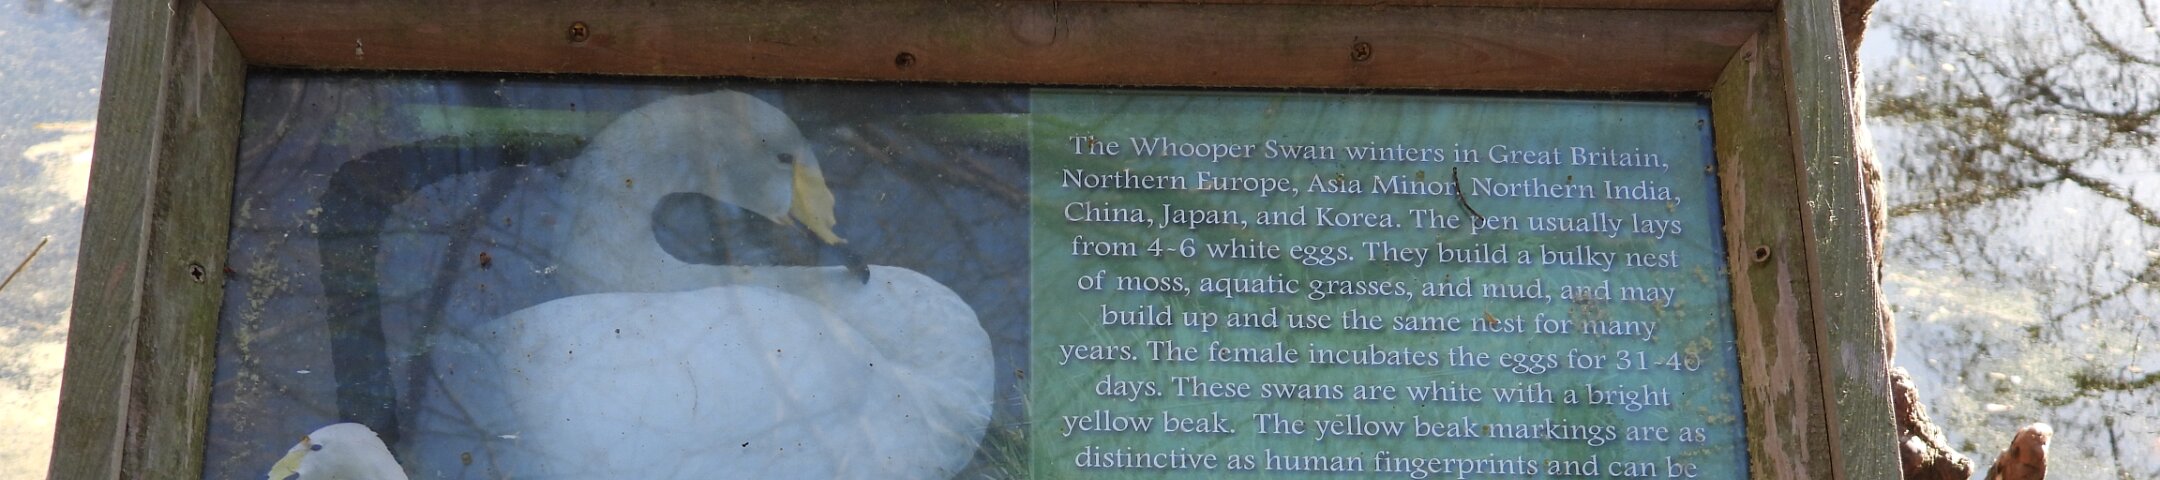 The Whooper Swan winters in Great Britain,
Northern Europe, Asia Minor, Northern India,
China, Japan, and Korea. The pen usually lays
from 4-6 white eggs. They build a bulky nest
of moss, aquatic grasses, and mud, and may
build up and use the same nest for many
years. The female incubates the eggs for 31-40
days. These swans are white with a bright
yellow beak. The yellow beak markings are as
distinctive as human fingerprints and can be